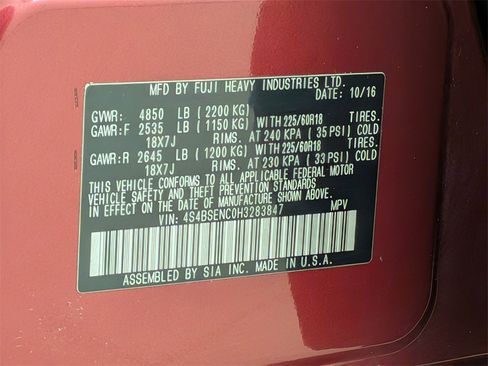 MFD BY FUJI HEAVY INDUSTRIES LTD.
DATE: 10/16
GVWR: 4850 LB ( 2200 KG)
GAWR:F 2535 LB ( 1150 KG) WITH 225/60R18 TIRES.
18X7J RIMS. AT 240 KPA ( 35 PSI) COLD
GAWR:R 2645 LB ( 1200 KG) WITH 225/60R18 TIRES.
18X7J RIMS. AT 230 KPA ( 33 PSI) COLD
THIS VEHICLE CONFORMS TO ALL APPLICABLE FEDERAL MOTOR
VEHICLE SAFETY/THEFT PREVENTION STANDARDS
IN EFFECT ON THE DATE OF MANUFACTURE SHOWN ABOVE.
VIN: 4S4BSENC0H3283847 MPV
ASSEMBLED BY SIA INC. MADE IN U.S.A.